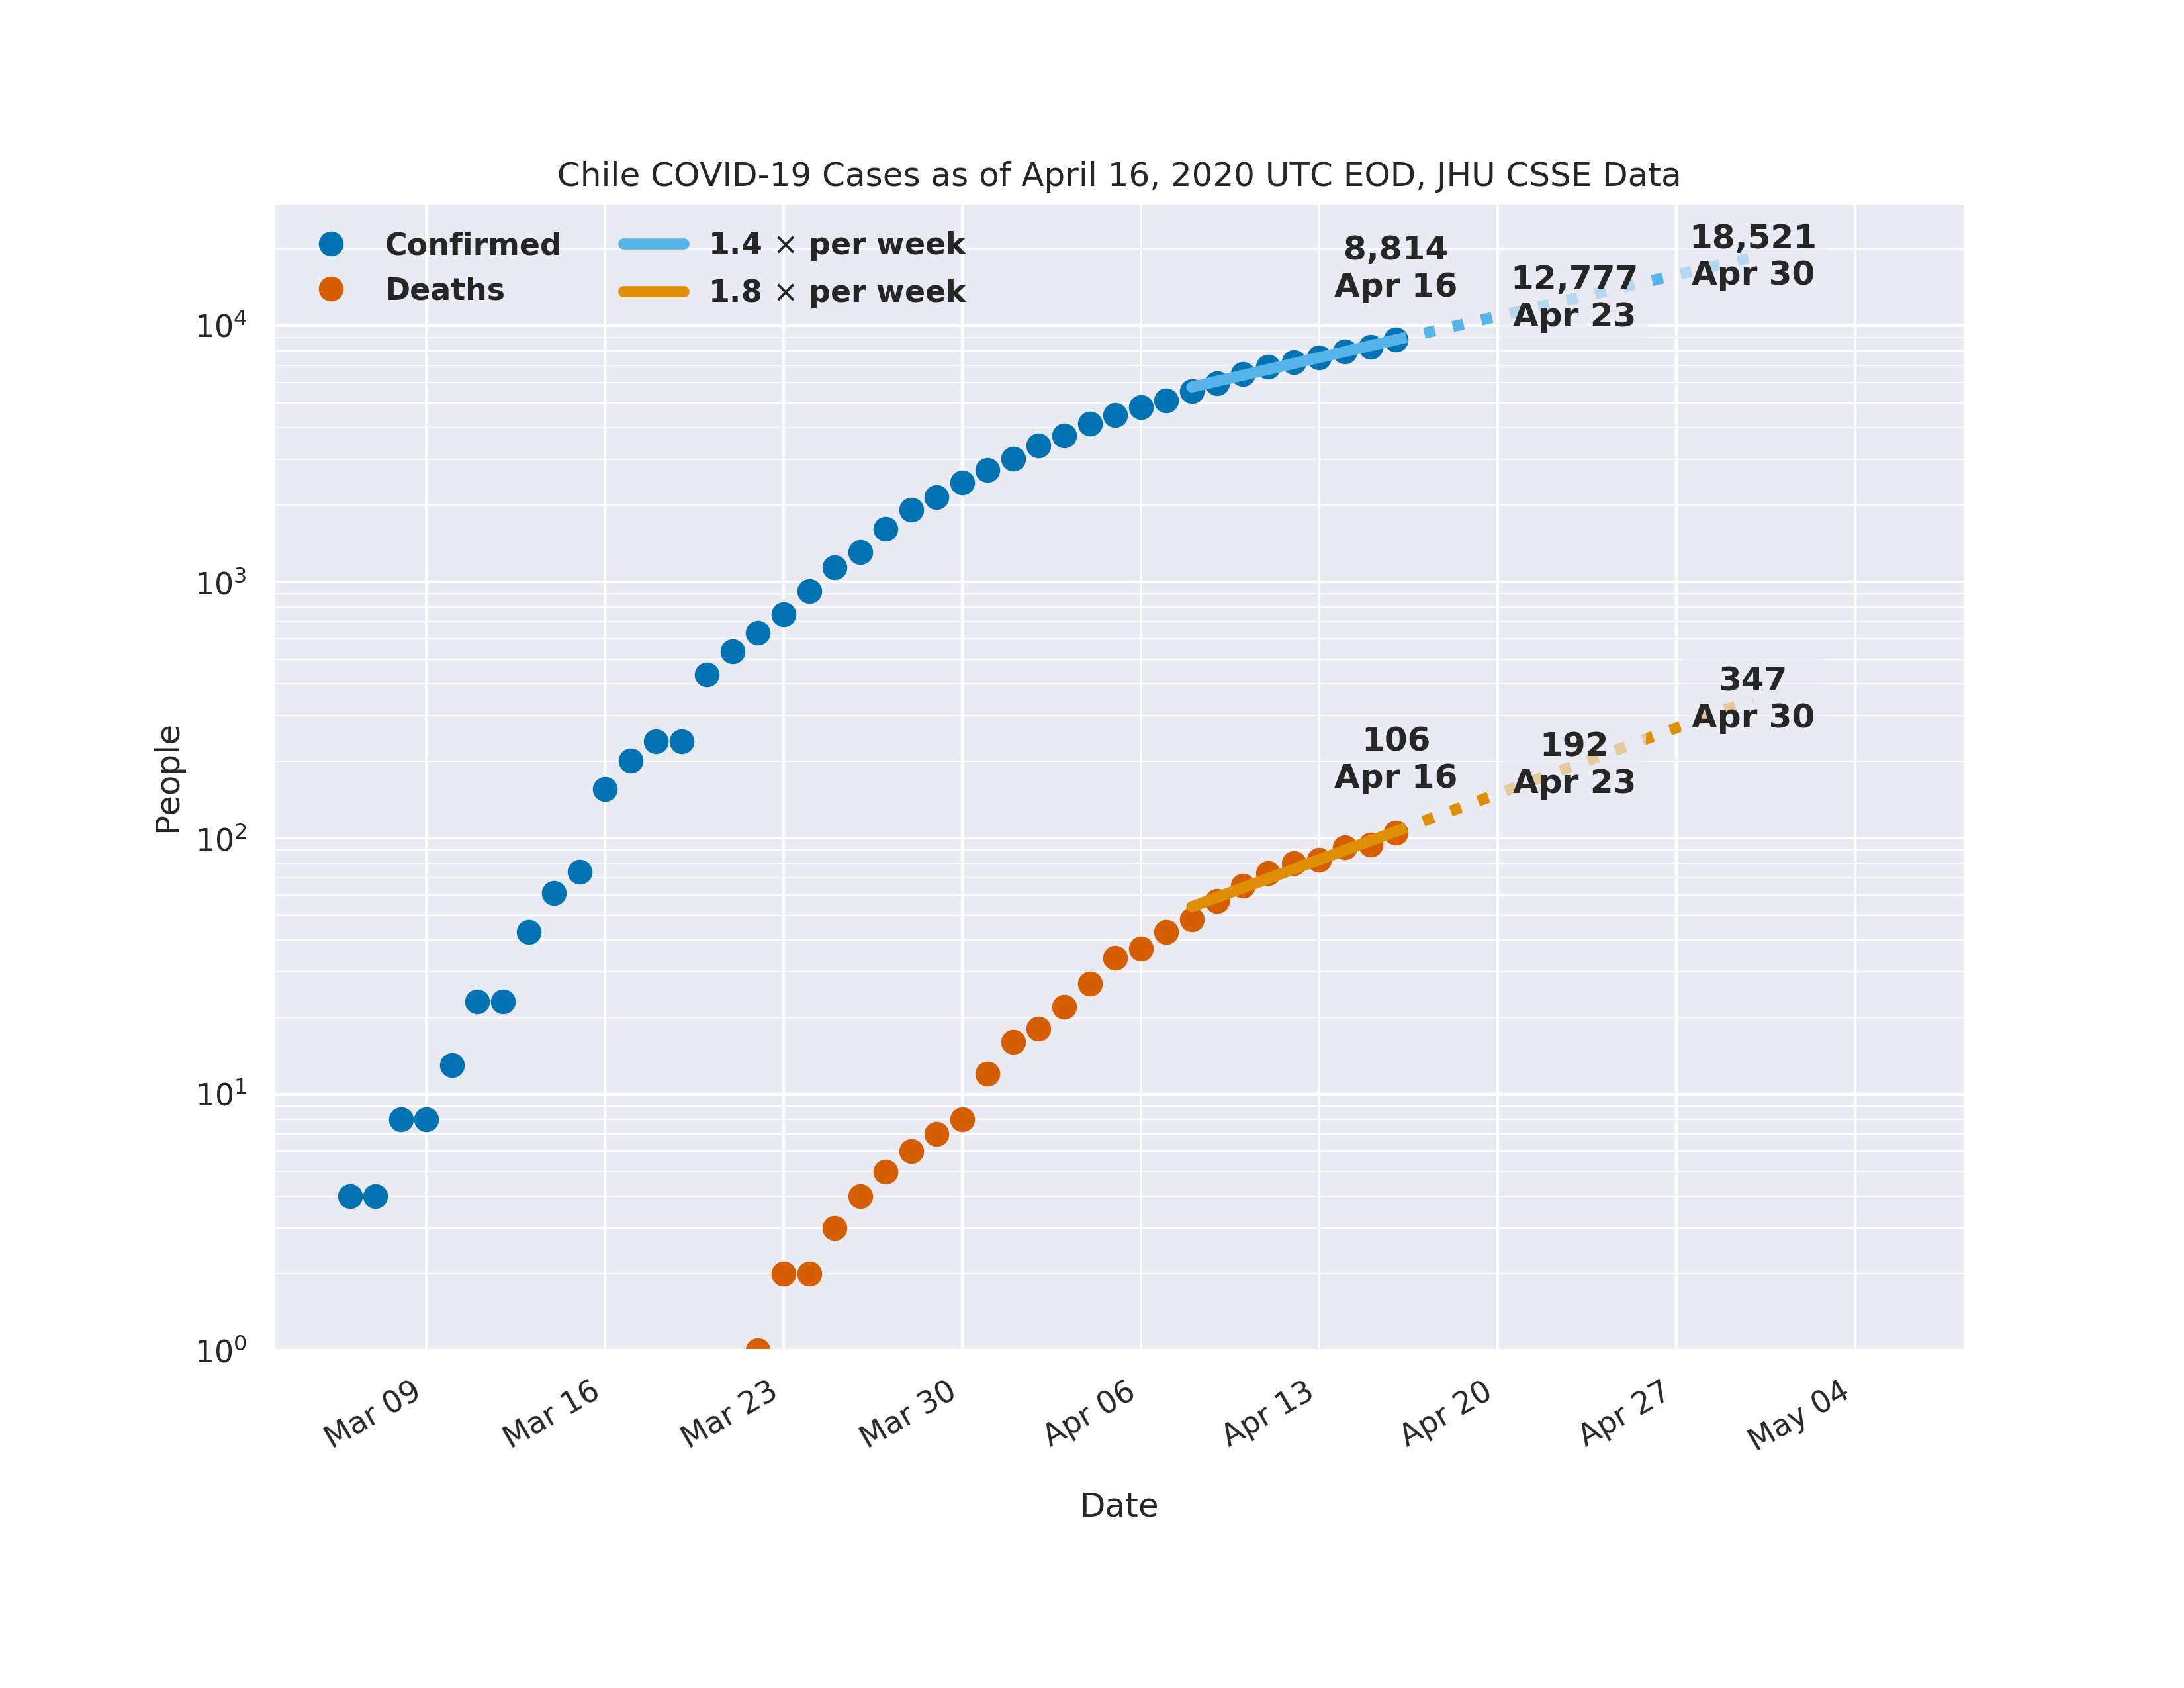 Chile COVID-19 Cases as of April 16, 2020 UTC EOD, JHU CSSE Data
Confirmed
Deaths
1.4 × per week
1.8 × per week
8,814
Apr 16
12,777
Apr 23
18,521
Apr 30
106
Apr 16
192
Apr 23
347
Apr 30
People
10⁴
10³
10²
10¹
10⁰
Mar 09
Mar 16
Mar 23
Mar 30
Apr 06
Apr 13
Apr 20
Apr 27
May 04
Date